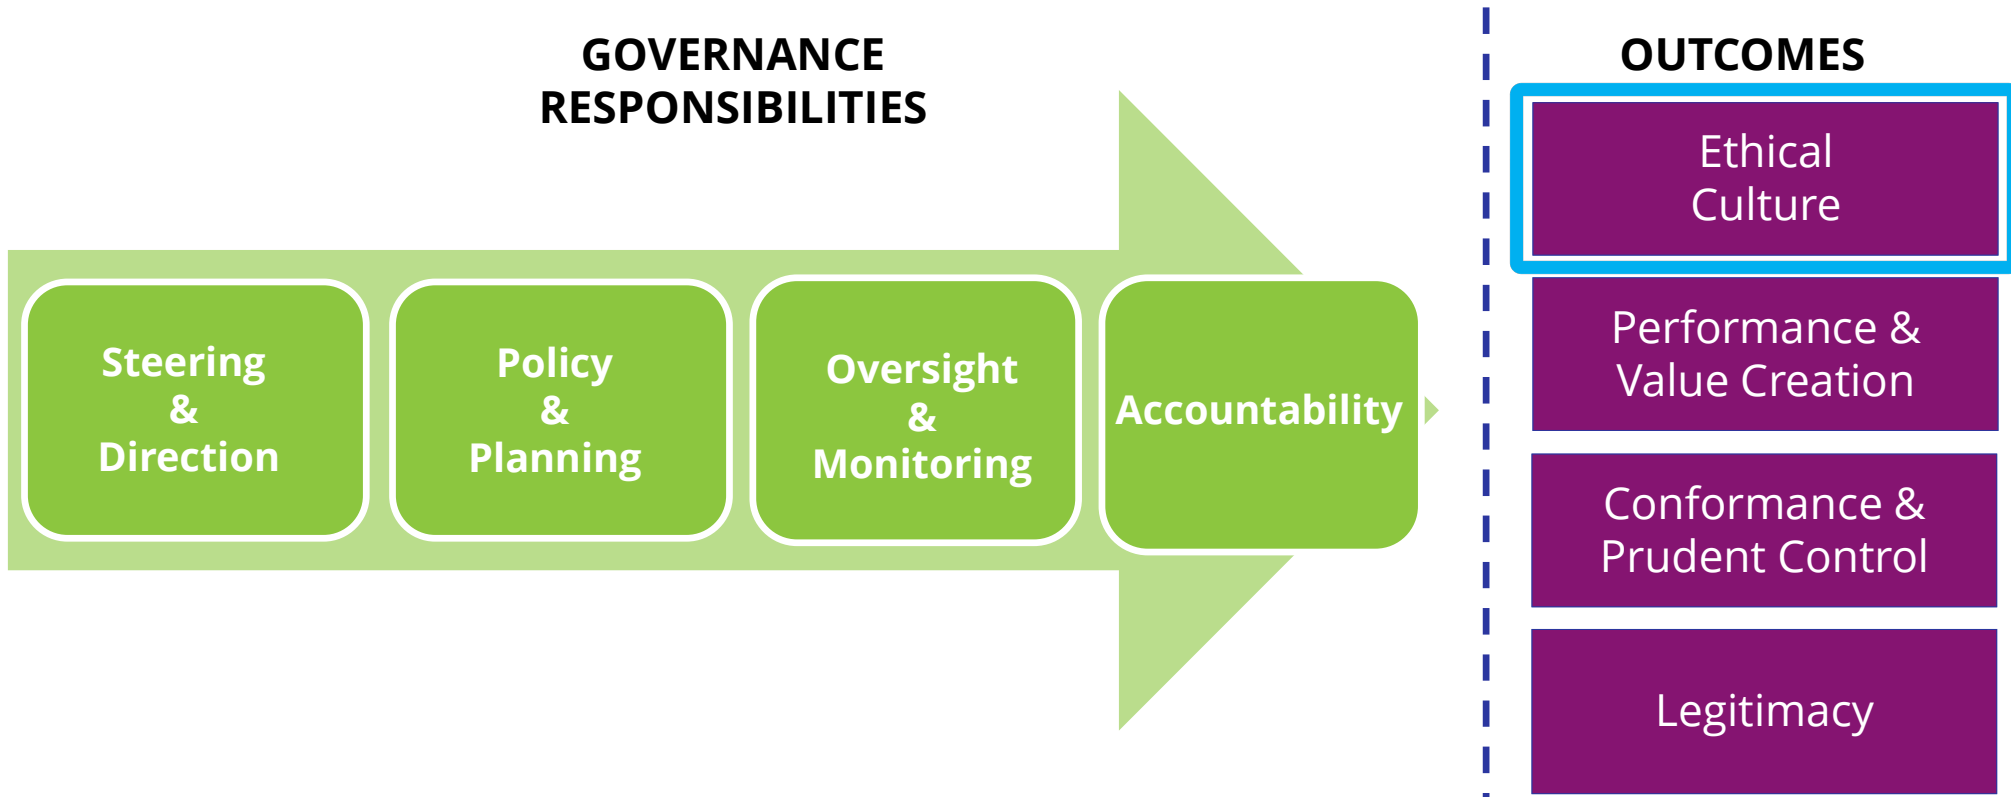 GOVERNANCE
RESPONSIBILITIES
Steering
&
Direction
Policy
&
Planning
Oversight
&
Monitoring
Accountability
OUTCOMES
Ethical
Culture
Performance &
Value Creation
Conformance &
Prudent Control
Legitimacy